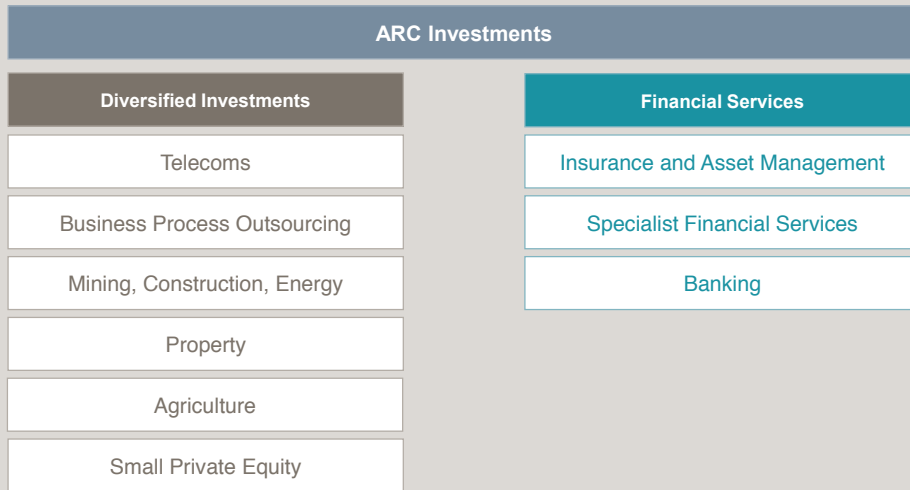 ARC Investments
Diversified Investments
Telecoms
Business Process Outsourcing
Mining, Construction, Energy
Property
Agriculture
Small Private Equity
Financial Services
Insurance and Asset Management
Specialist Financial Services
Banking